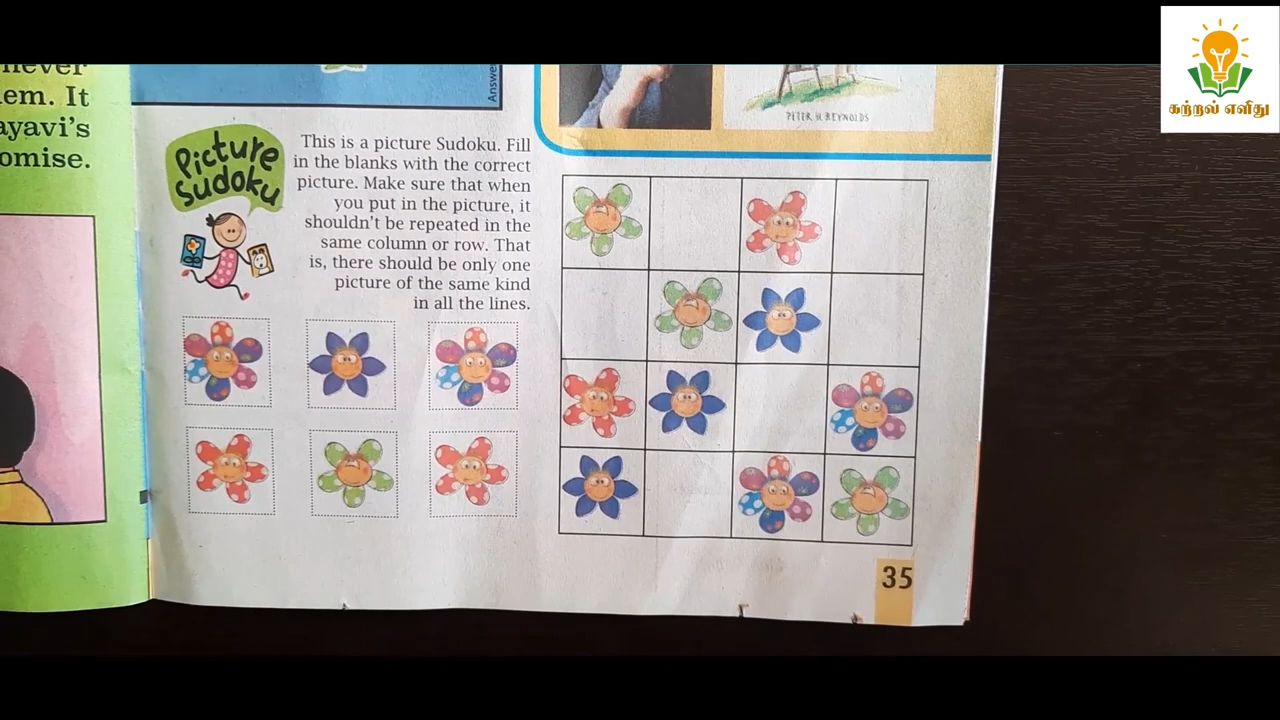 never
em. It
ayavi's
omise.
Answe
PETER H. REYNOLDS
கற்றல் எளிது
Picture
Sudoku
This is a picture Sudoku. Fill
in the blanks with the correct
picture. Make sure that when
you put in the picture, it
shouldn't be repeated in the
same column or row. That
is, there should be only one
picture of the same kind
in all the lines.
35